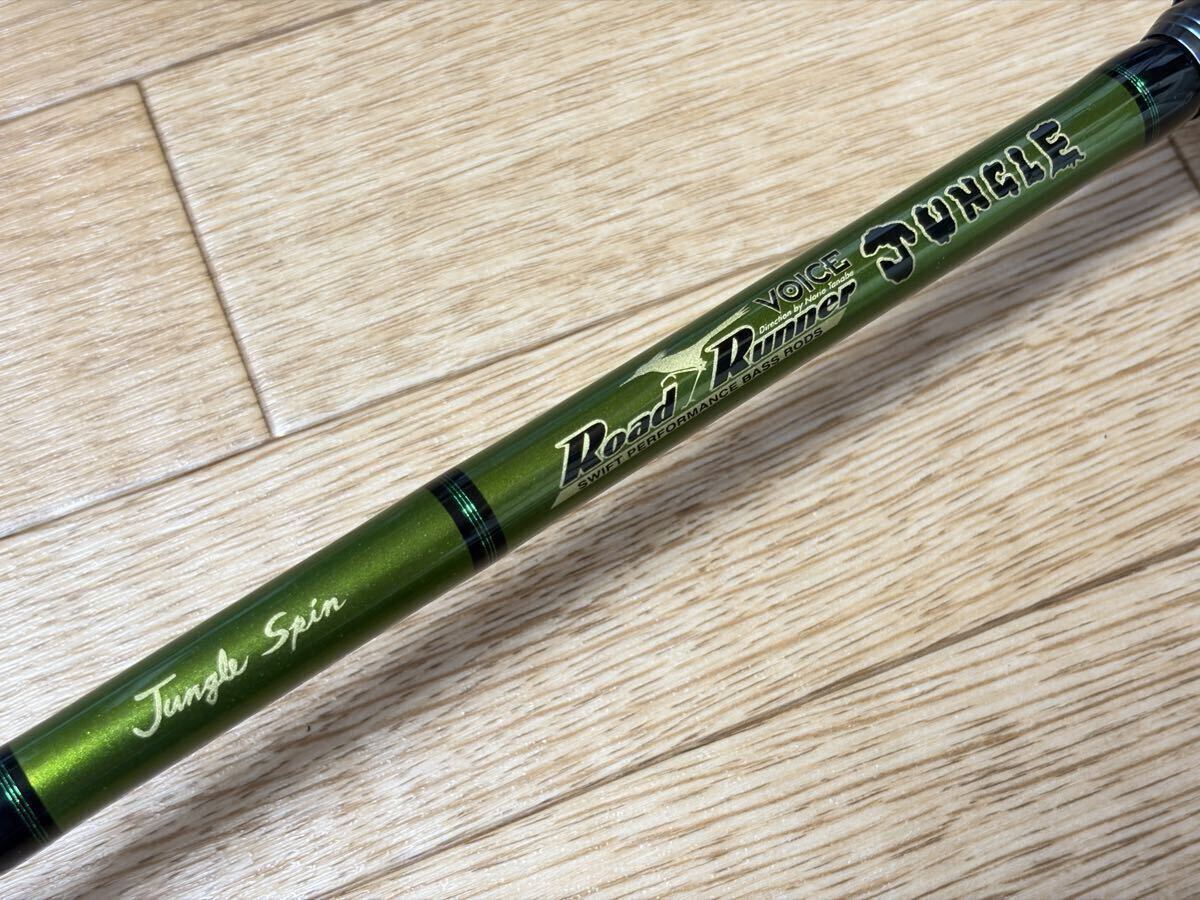 Jungle Spin
Road Runner
SWIFT PERFORMANCE BASS RODS
VOICE
Direction by Norio Tanabe
JUNGLE